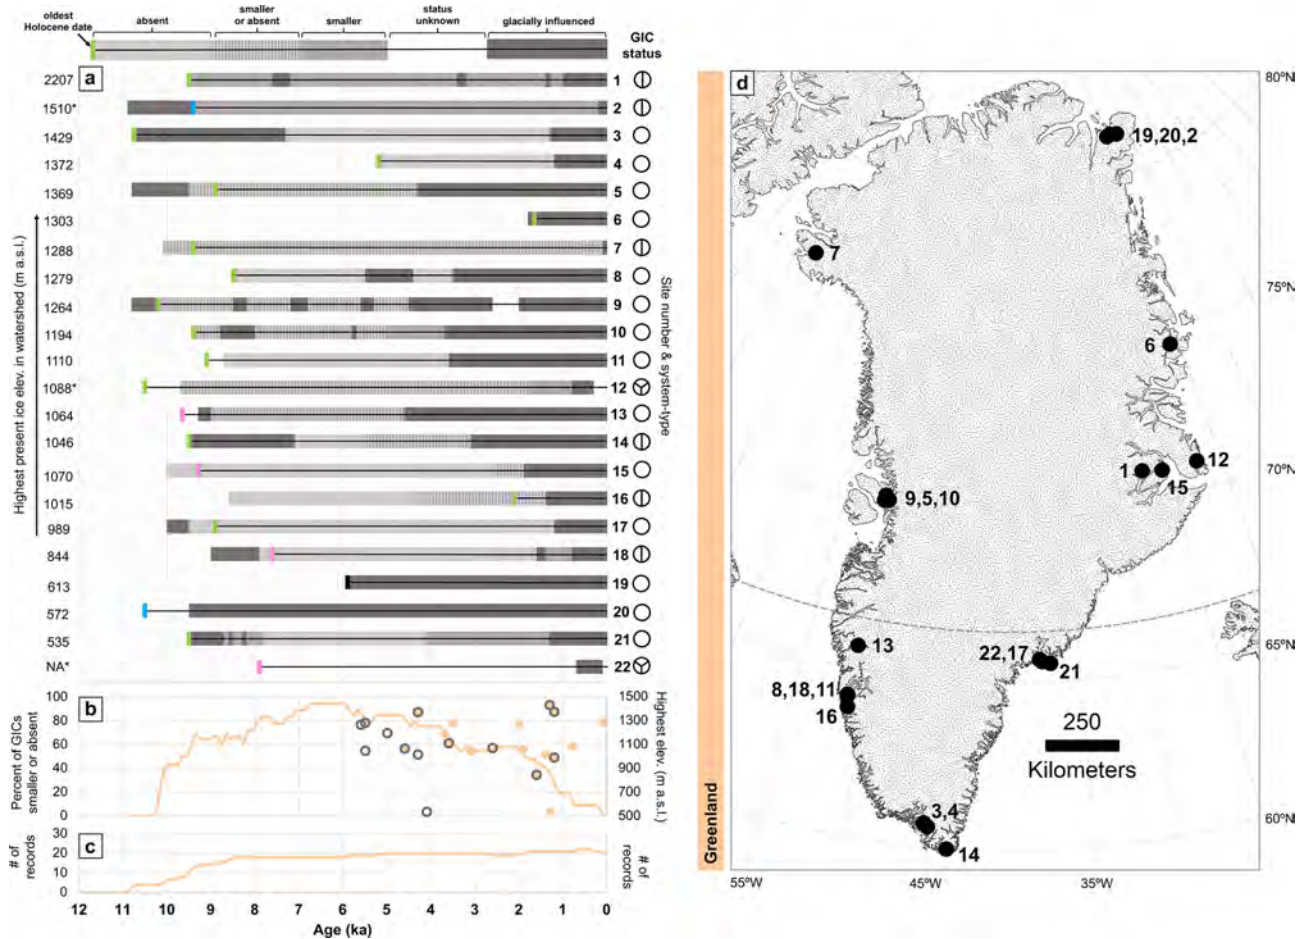 oldest
Holocene date
absent
smaller
or absent
smaller
status
unknown
glacially influenced
GIC
status
a
2207 1
1510* 2
1429 3
1372 4
1369 5
1303 6
1288 7
1279 8
1264 9
1194 10
1110 11
1088* 12
1064 13
1046 14
1070 15
1015 16
989 17
844 18
613 19
572 20
535 21
NA* 22
Highest present ice elev. in watershed (m a.s.l.)
Site number & system-type
b
Percent of GICs
smaller or absent
100
80
60
40
20
0
1500
1300
1100
900
700
500
Highest elev. (m a.s.l.)
c
# of
records
30
20
10
0
# of
records
12 11 10 9 8 7 6 5 4 3 2 1 0
Age (ka)
Greenland
d
80°N
75°N
70°N
65°N
60°N
55°W 45°W 35°W
19,20,2
7
6
12
1
15
9,5,10
13
22,17
21
8,18,11
16
3,4
14
250
Kilometers